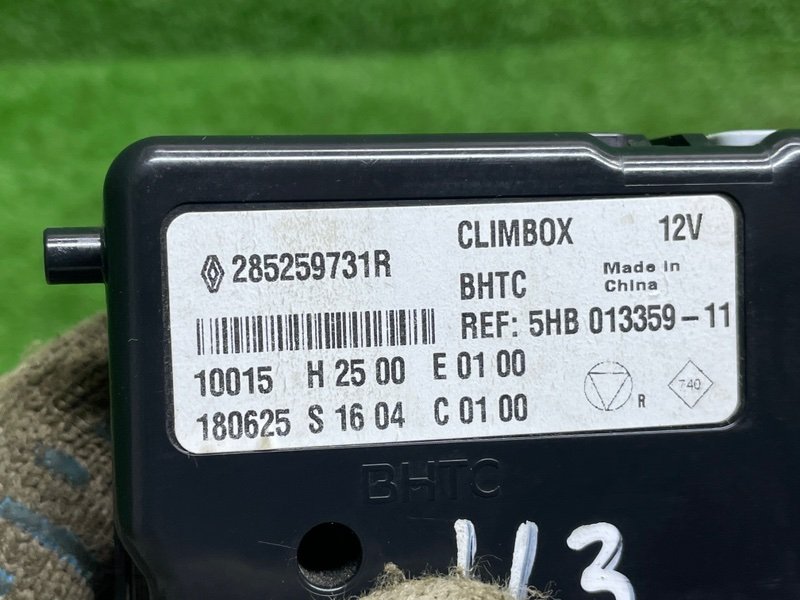 285259731R
CLIMBOX 12V
BHTC Made in China
REF: 5HB 013359-11
10015 H 25 00 E 01 00
180625 S 16 04 C 01 00
R
740
BHTC
113